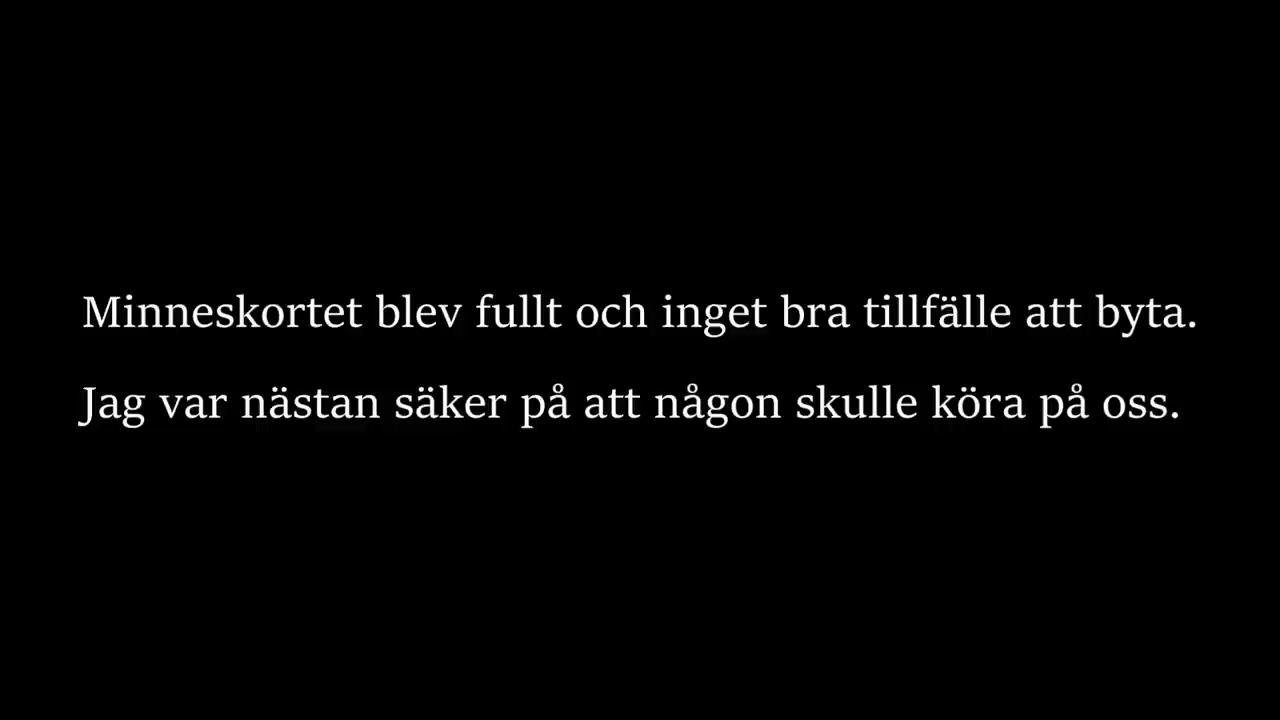 Minneskortet blev fullt och inget bra tillfälle att byta.
Jag var nästan säker på att någon skulle köra på oss.